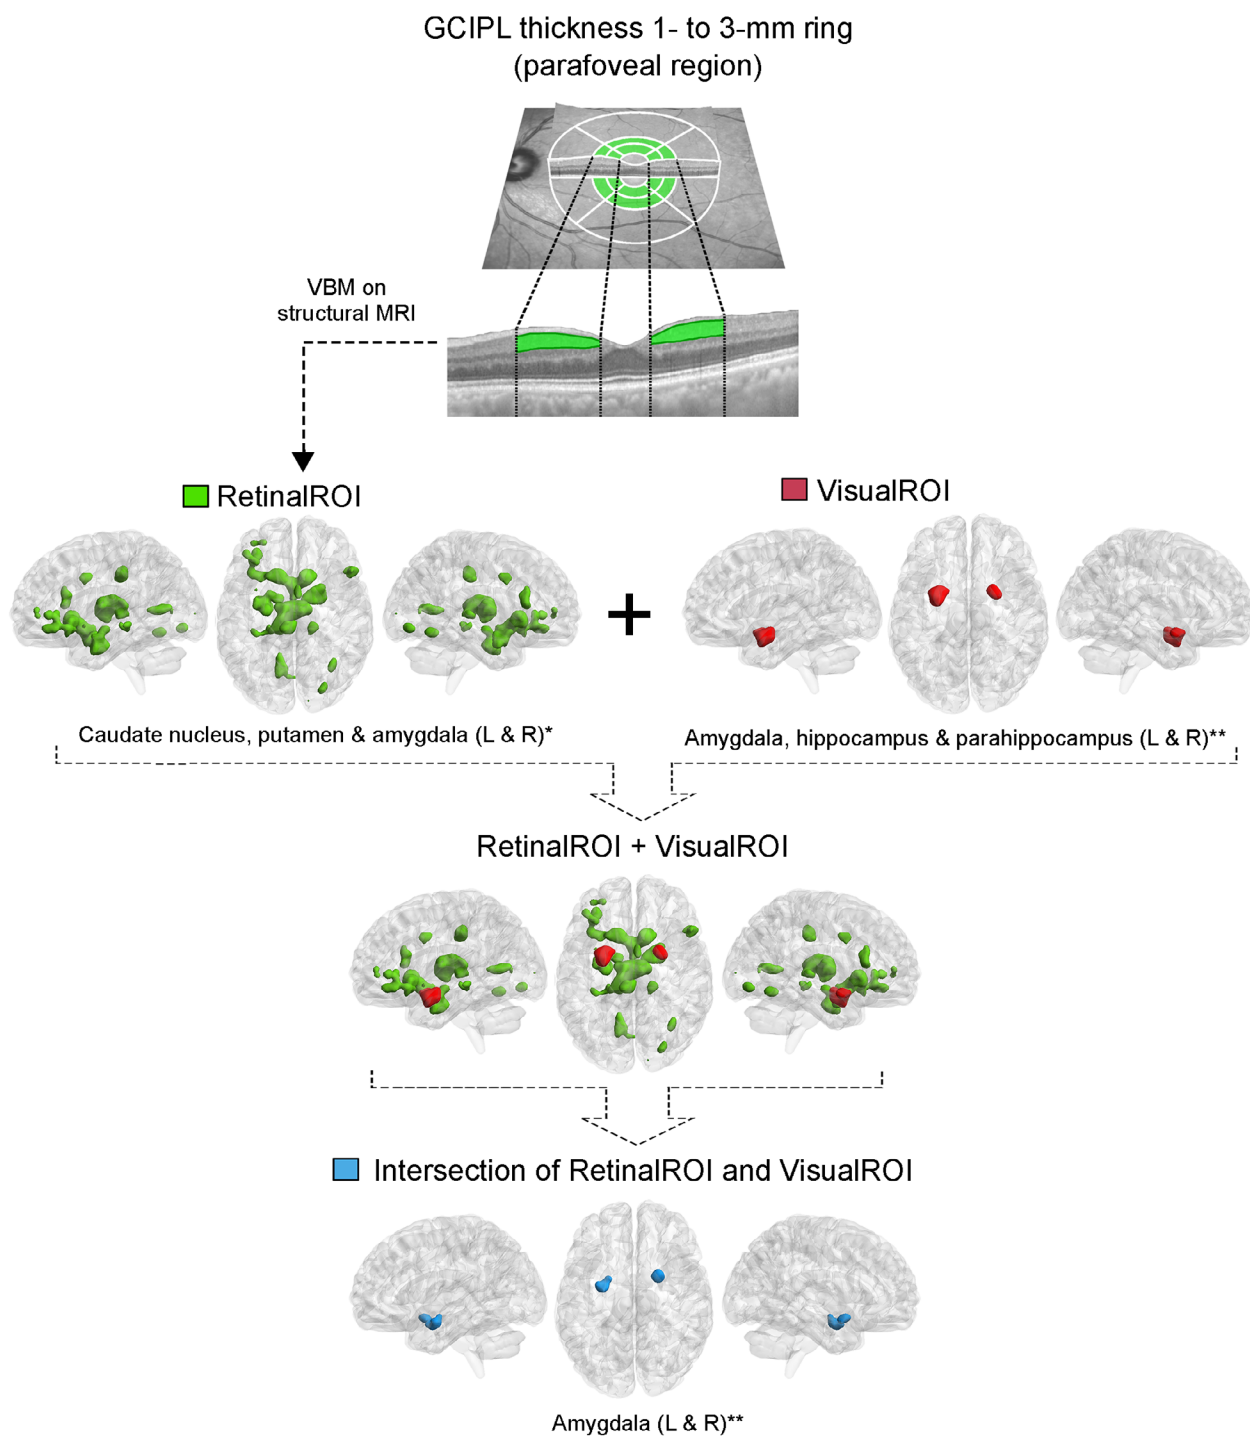 GCIPL thickness 1- to 3-mm ring
(parafoveal region)
VBM on
structural MRI
RetinalROI
VisualROI
+
Caudate nucleus, putamen & amygdala (L & R)*
Amygdala, hippocampus & parahippocampus (L & R)**
RetinalROI + VisualROI
Intersection of RetinalROI and VisualROI
Amygdala (L & R)**